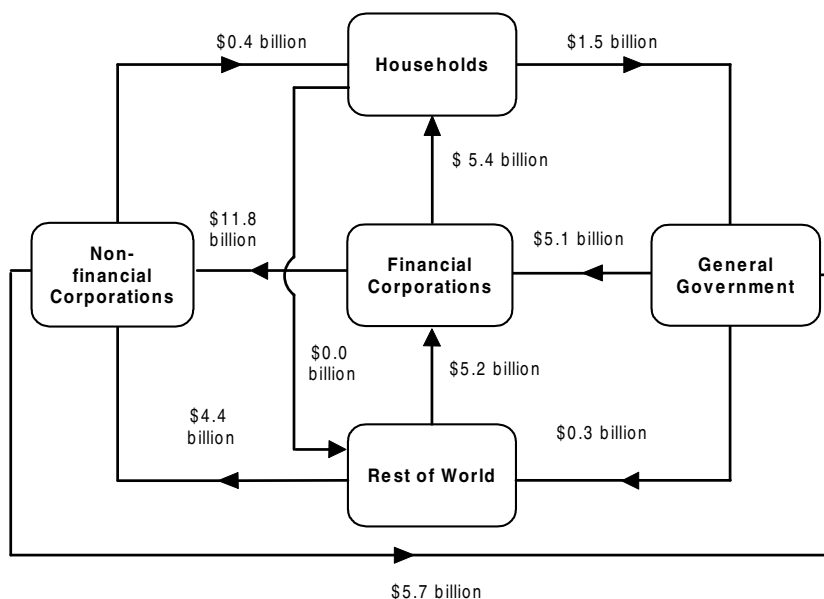 $0.4 billion
$1.5 billion
Households
$ 5.4 billion
$11.8
billion
$5.1 billion
Non-
financial
Corporations
Financial
Corporations
General
Government
$0.0
billion
$5.2 billion
$4.4
billion
$0.3 billion
Rest of World
$5.7 billion